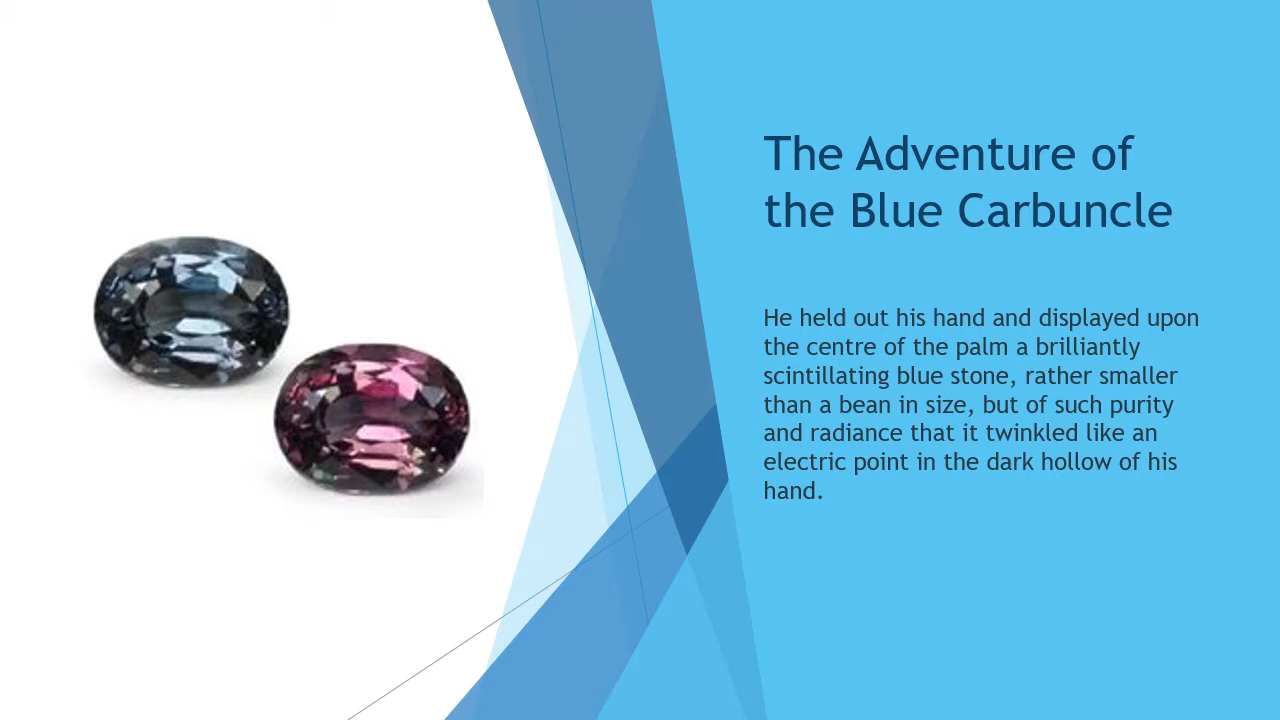 The Adventure of
the Blue Carbuncle
He held out his hand and displayed upon
the centre of the palm a brilliantly
scintillating blue stone, rather smaller
than a bean in size, but of such purity
and radiance that it twinkled like an
electric point in the dark hollow of his
hand.